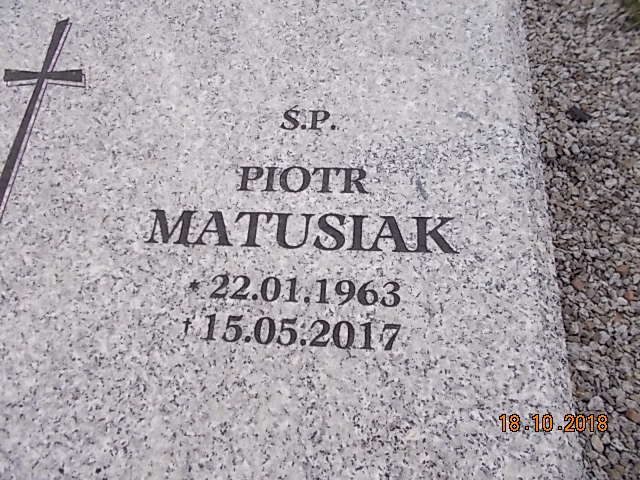 Ś.P.
PIOTR
MATUSIAK
* 22.01.1963
† 15.05.2017
18.10.2018